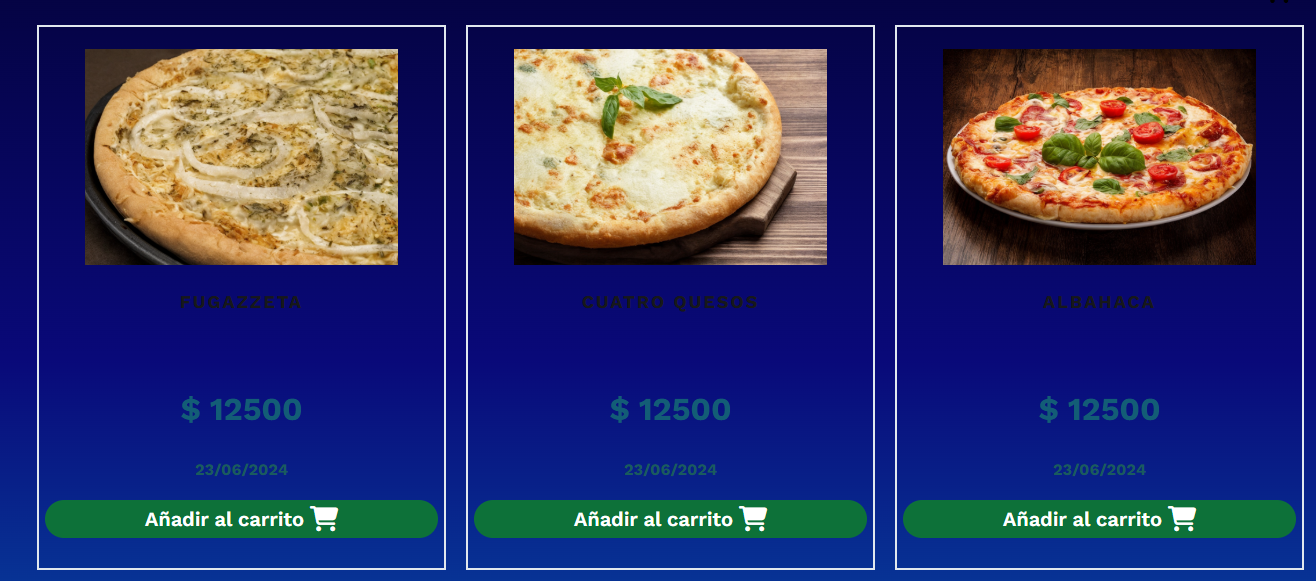 FUGAZZETA
CUATRO QUESOS
ALBAHACA
$ 12500
$ 12500
$ 12500
23/06/2024
23/06/2024
23/06/2024
Añadir al carrito
Añadir al carrito
Añadir al carrito